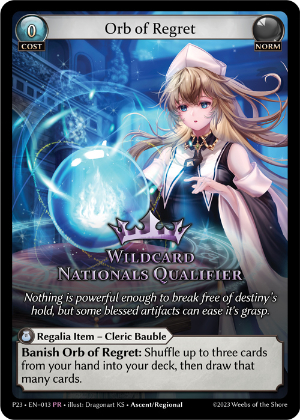 Orb of Regret
0
COST
NORM
WILDCARD
NATIONALS QUALIFIER
Nothing is powerful enough to break free of destiny's
hold, but some blessed artifacts can ease it's grasp.
Regalia Item – Cleric Bauble
Banish Orb of Regret: Shuffle up to three cards
from your hand into your deck, then draw that
many cards.
P23 • EN-013 PR • illust: Dragonart KS • Ascent/Regional
©2023 Weebs of the Shore